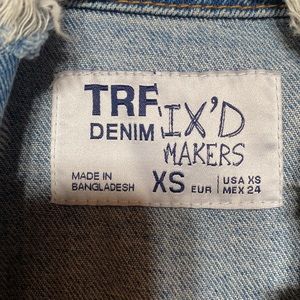 TRF IX'D
DENIM MAKERS
MADE IN
BANGLADESH
XS EUR
USA XS
MEX 24